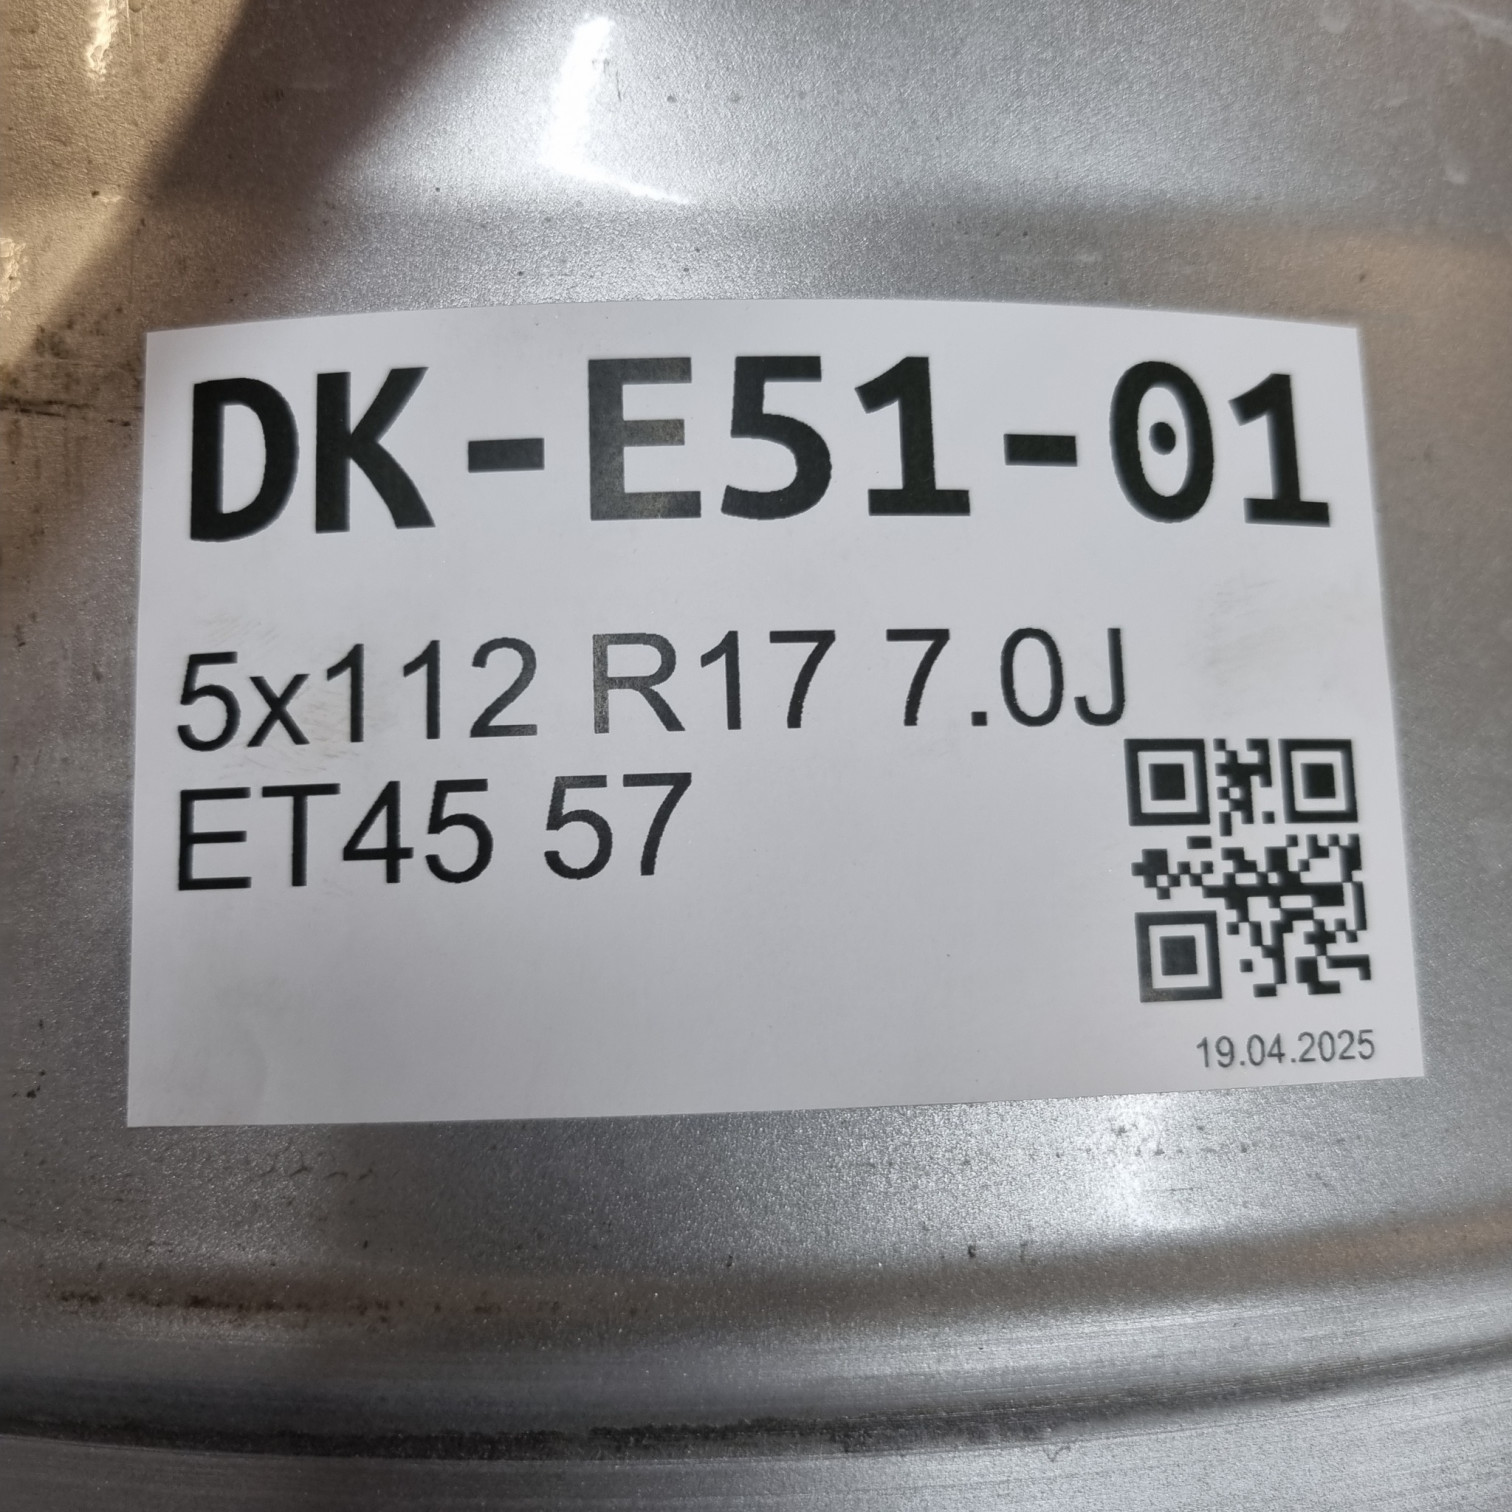 DK-E51-01
5x112 R17 7.0J
ET45 57
19.04.2025